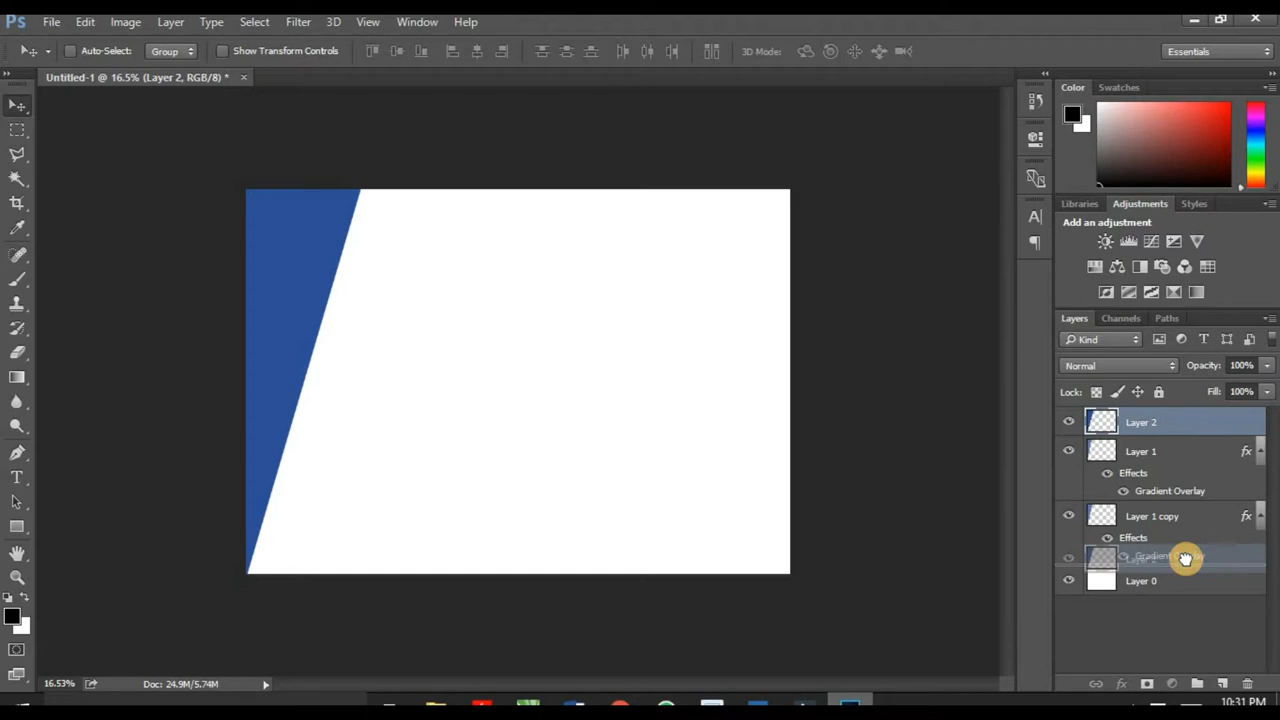 Ps File Edit Image Layer Type Select Filter 3D View Window Help
Auto-Select: Group Show Transform Controls 3D Mode: Essentials
Untitled-1 @ 16.5% (Layer 2, RGB/8) *
Color Swatches
Libraries Adjustments Styles
Add an adjustment
Layers Channels Paths
Kind
Normal Opacity: 100%
Lock: Fill: 100%
Layer 2
Layer 1 fx
Effects
Gradient Overlay
Layer 1 copy fx
Effects
Gradient Overlay
Layer 0
16.53% Doc: 24.9M/5.74M
10:31 PM